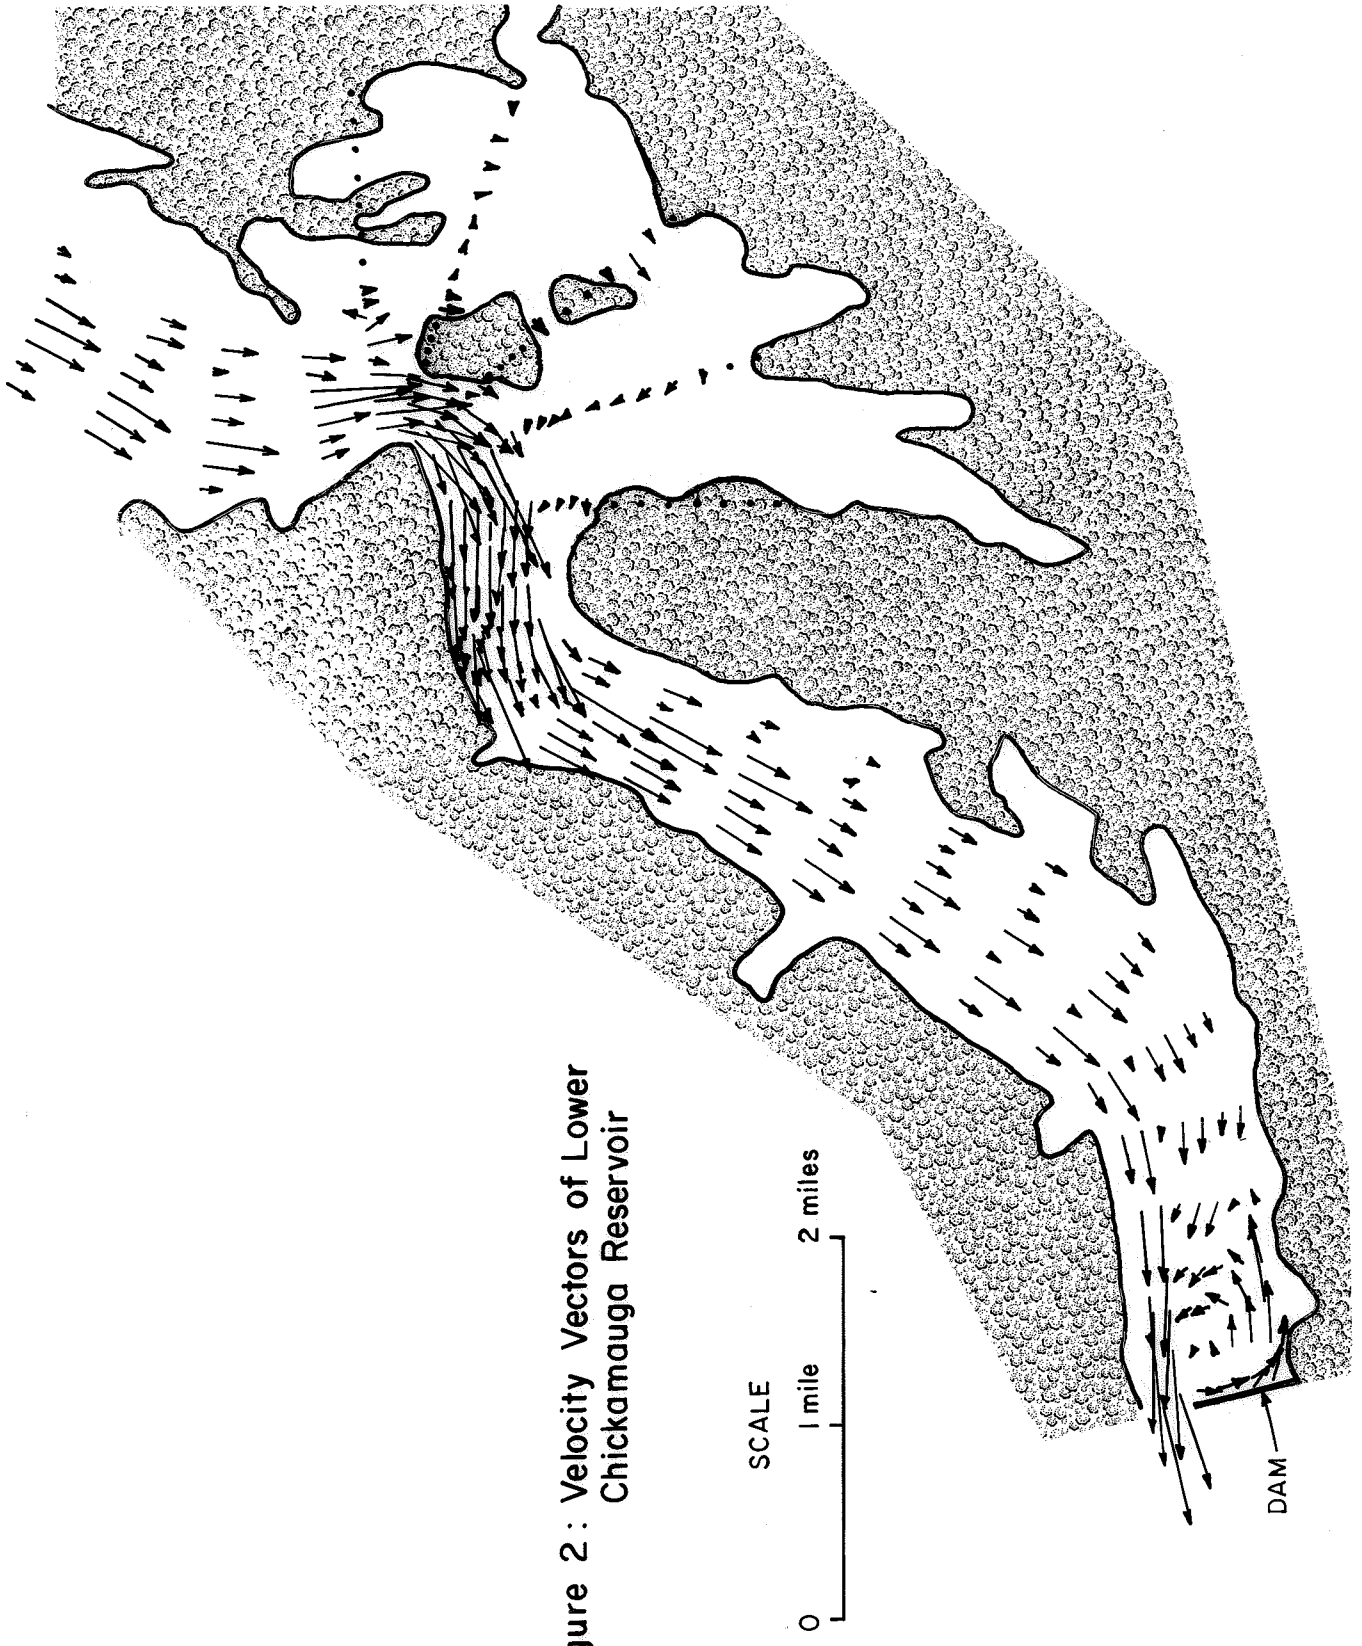 gure 2: Velocity Vectors of Lower
Chickamauga Reservoir
SCALE
0 1 mile 2 miles
DAM